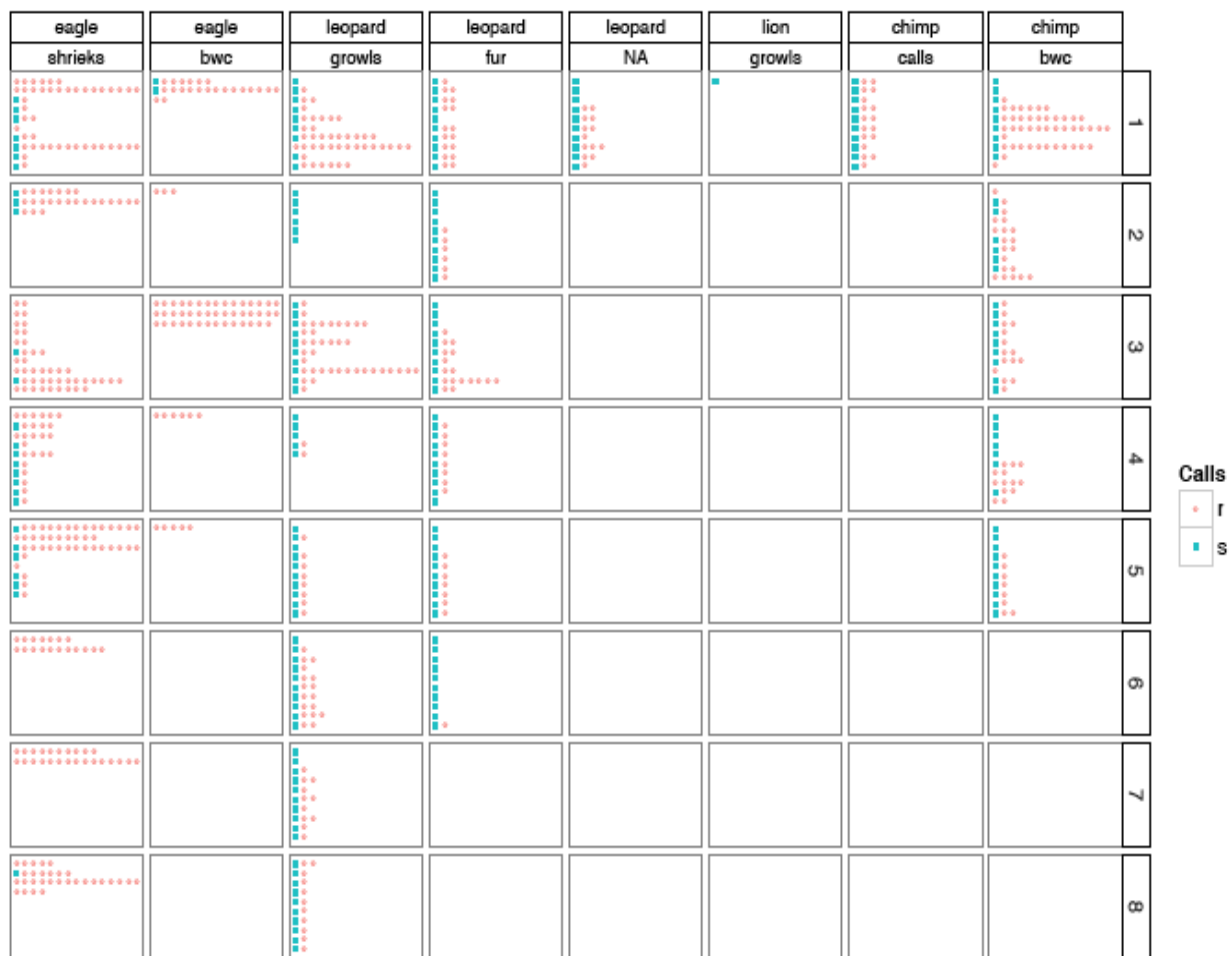 eagle eagle leopard leopard leopard lion chimp chimp
shrieks bwc growls fur NA growls calls bwc
1
2
3
4
5
6
7
8
Calls
r
s